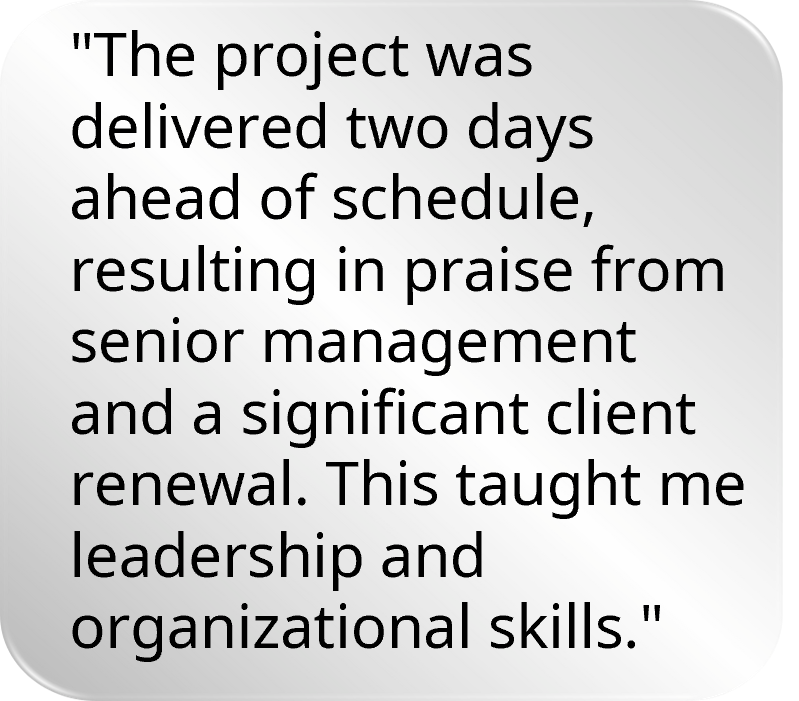 "The project was
delivered two days
ahead of schedule,
resulting in praise from
senior management
and a significant client
renewal. This taught me
leadership and
organizational skills."